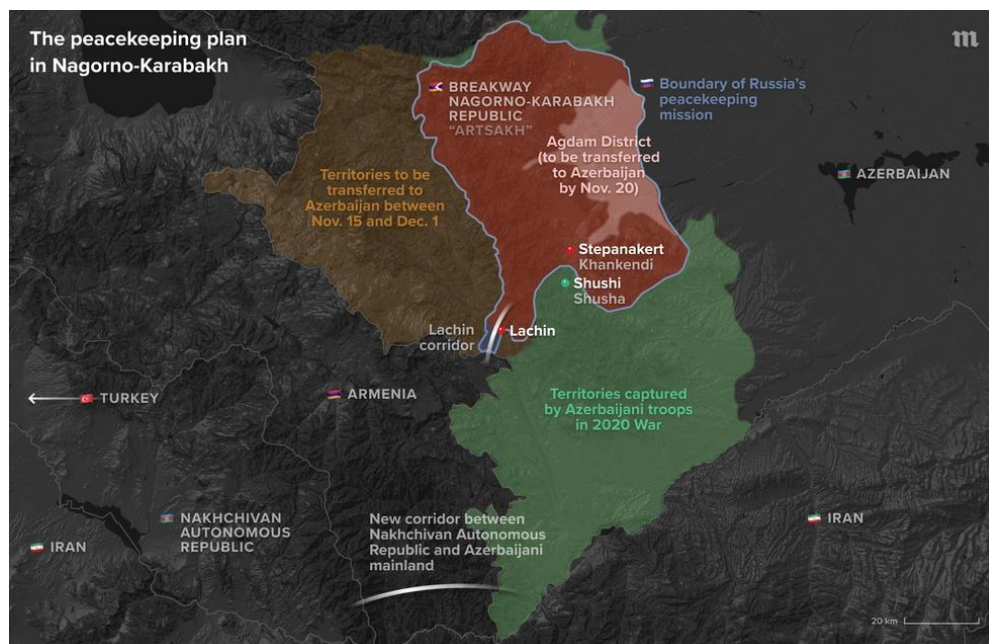 The peacekeeping plan
in Nagorno-Karabakh
m
BREAKWAY
NAGORNO-KARABAKH
REPUBLIC
“ARTSAKH”
Boundary of Russia's
peacekeeping
mission
Agdam District
(to be transferred
to Azerbaijan
by Nov. 20)
AZERBAIJAN
Territories to be
transferred to
Azerbaijan between
Nov. 15 and Dec. 1
Stepanakert
Khankendi
Shushi
Shusha
Lachin
corridor
Lachin
TURKEY
ARMENIA
Territories captured
by Azerbaijani troops
in 2020 War
NAKHCHIVAN
AUTONOMOUS
REPUBLIC
IRAN
New corridor between
Nakhchivan Autonomous
Republic and Azerbaijani
mainland
IRAN
20 km